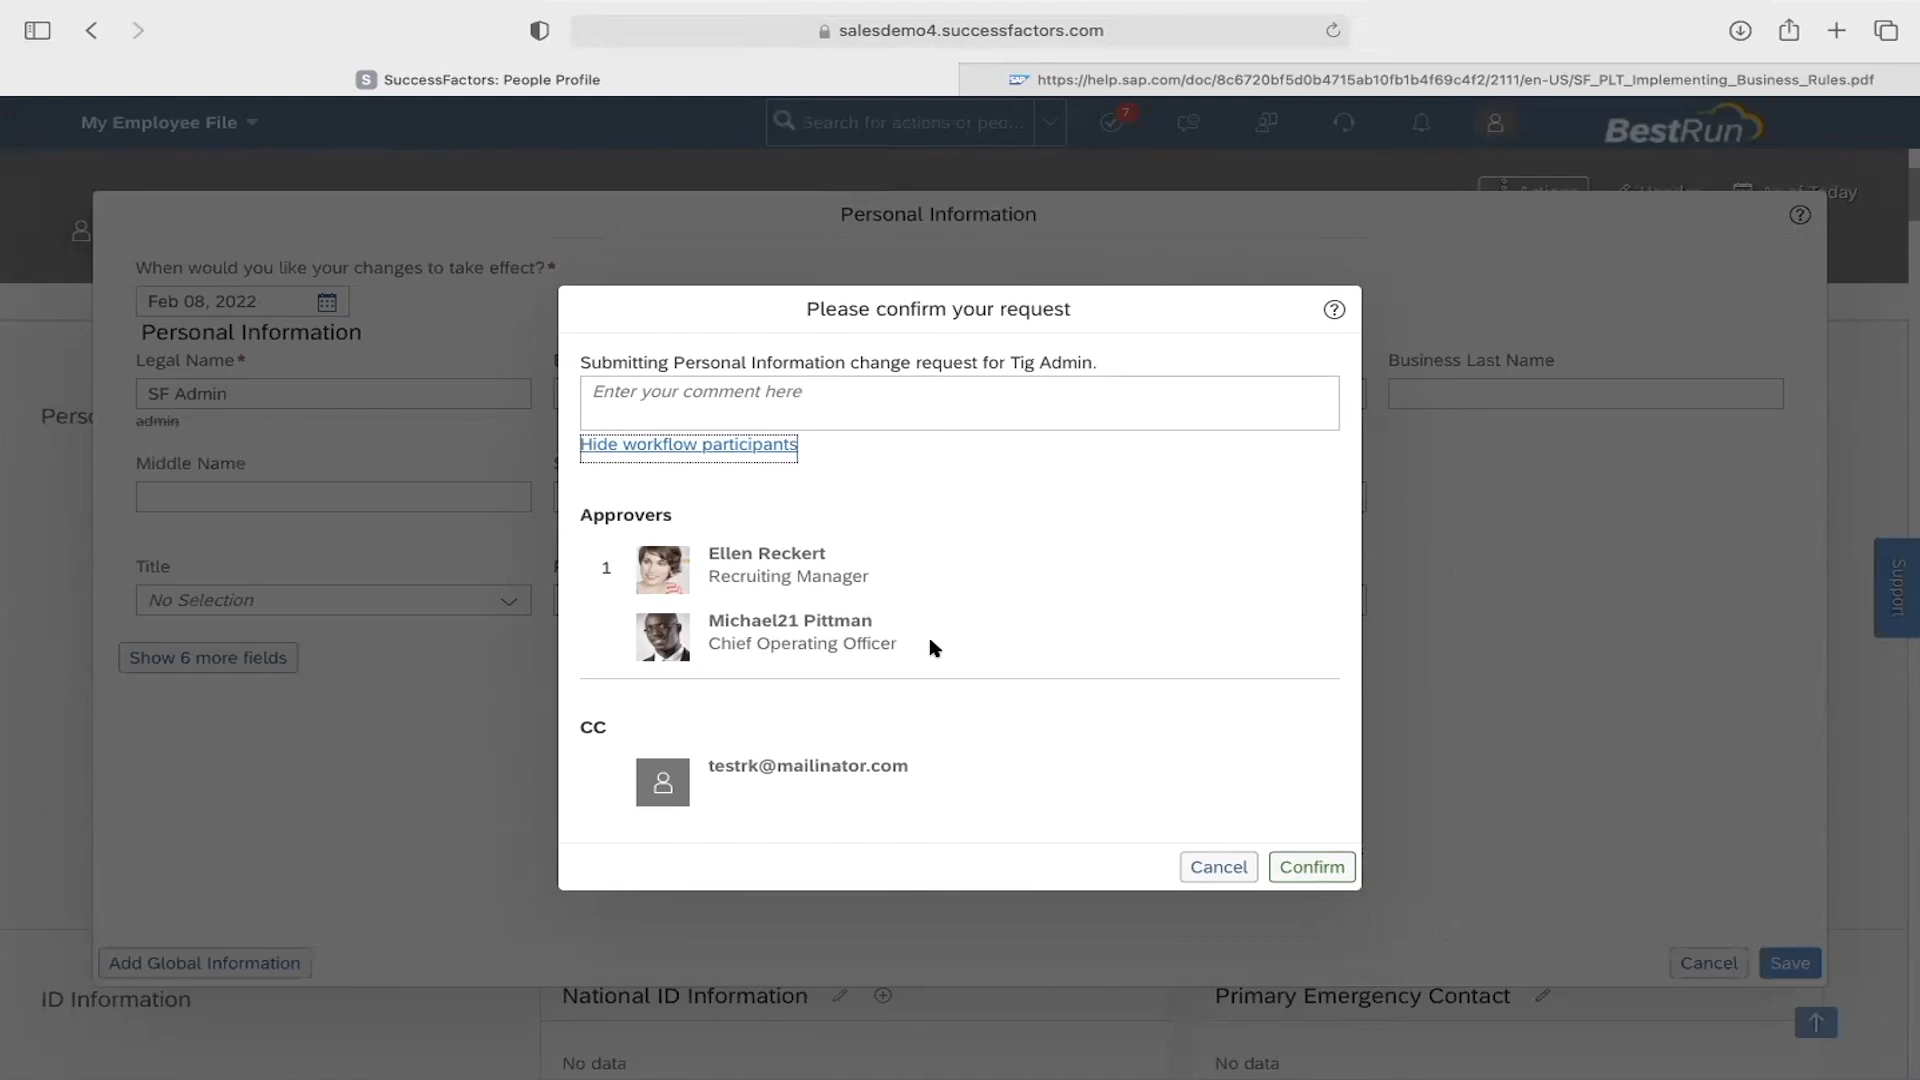 salesdemo4.successfactors.com
S SuccessFactors: People Profile
SAP https://help.sap.com/doc/8c6720bf5d0b4715ab10fb1b4f69c4f2/2111/en-US/SF_PLT_Implementing_Business_Rules.pdf
My Employee File
Search for actions or peo...
7
BestRun
Personal Information
When would you like your changes to take effect?*
Feb 08, 2022
Personal Information
Legal Name*
Business Last Name
SF Admin
admin
Middle Name
Title
No Selection
Show 6 more fields
Please confirm your request
Submitting Personal Information change request for Tig Admin.
Enter your comment here
Hide workflow participants
Approvers
1
Ellen Reckert
Recruiting Manager
Michael21 Pittman
Chief Operating Officer
CC
testrk@mailinator.com
Cancel
Confirm
Support
Add Global Information
Cancel
Save
ID Information
National ID Information
Primary Emergency Contact
No data
No data